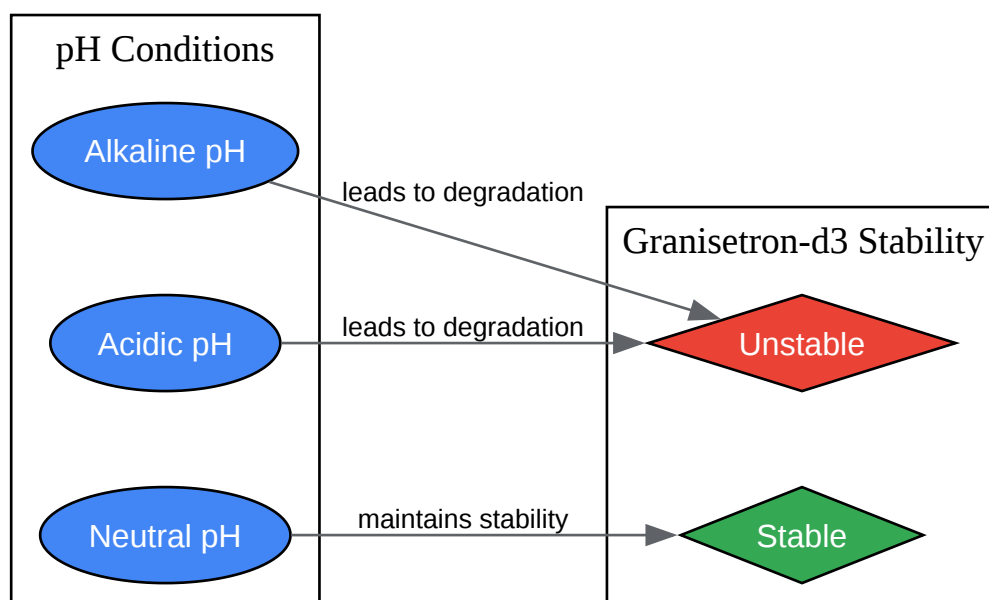 pH Conditions
Alkaline pH
leads to degradation
Granisetron-d3 Stability
Acidic pH
leads to degradation
Unstable
Neutral pH
maintains stability
Stable